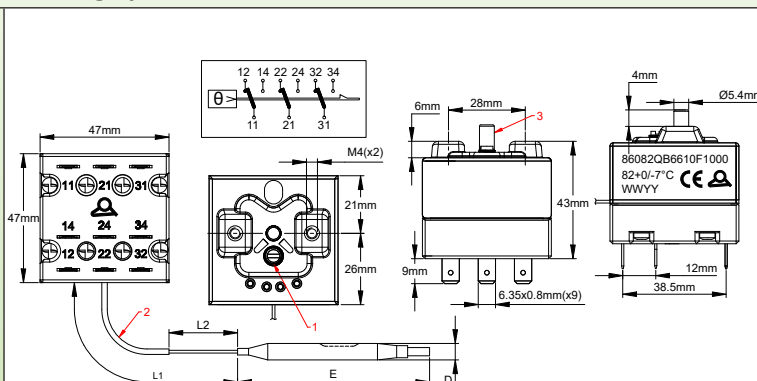 12 14 22 24 32 34
θ
11 21 31
47mm
47mm
11 21 31
14 24 34
12 22 32
M4(x2)
21mm
26mm
1
2
L2
L1
E
D
6mm
28mm
3
43mm
9mm
6.35x0.8mm(x9)
4mm
Ø5.4mm
86082QB6610F1000
82+0/-7°C CE
WWYY
12mm
38.5mm